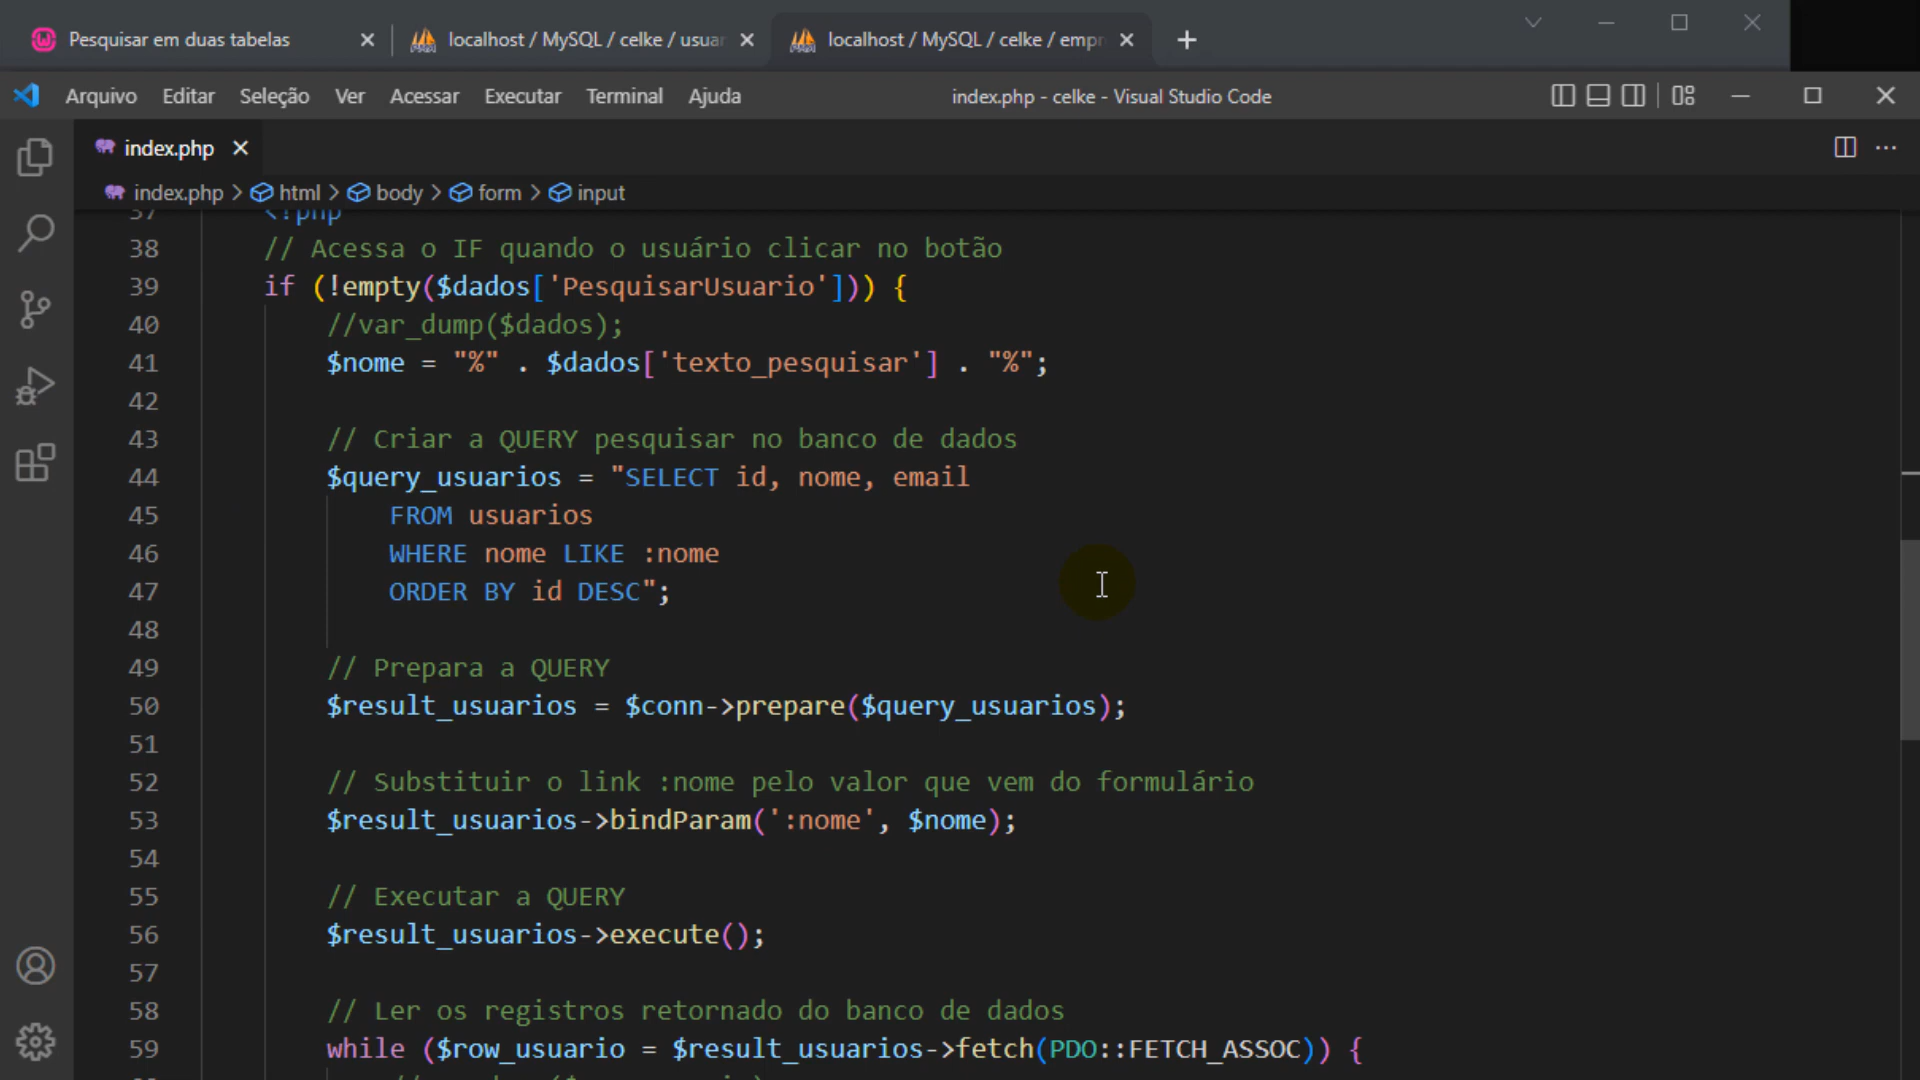 Pesquisar em duas tabelas
localhost / MySQL / celke / usuar
localhost / MySQL / celke / empr
Arquivo Editar Seleção Ver Acessar Executar Terminal Ajuda
index.php - celke - Visual Studio Code
index.php
index.php > html > body > form > input
37 <?php
38 // Acessa o IF quando o usuário clicar no botão
39 if (!empty($dados['PesquisarUsuario'])) {
40 //var_dump($dados);
41 $nome = "%" . $dados['texto_pesquisar'] . "%";
42
43 // Criar a QUERY pesquisar no banco de dados
44 $query_usuarios = "SELECT id, nome, email
45 FROM usuarios
46 WHERE nome LIKE :nome
47 ORDER BY id DESC";
48
49 // Prepara a QUERY
50 $result_usuarios = $conn->prepare($query_usuarios);
51
52 // Substituir o link :nome pelo valor que vem do formulário
53 $result_usuarios->bindParam(':nome', $nome);
54
55 // Executar a QUERY
56 $result_usuarios->execute();
57
58 // Ler os registros retornado do banco de dados
59 while ($row_usuario = $result_usuarios->fetch(PDO::FETCH_ASSOC)) {